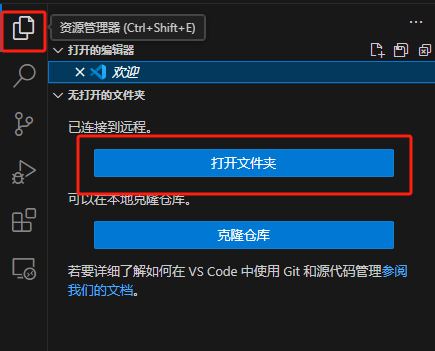 资源管理器 (Ctrl+Shift+E)
打开的编辑器
欢迎
无打开的文件夹
已连接到远程。
打开文件夹
可以在本地克隆仓库。
克隆仓库
若要详细了解如何在 VS Code 中使用 Git 和源代码管理参阅
我们的文档。